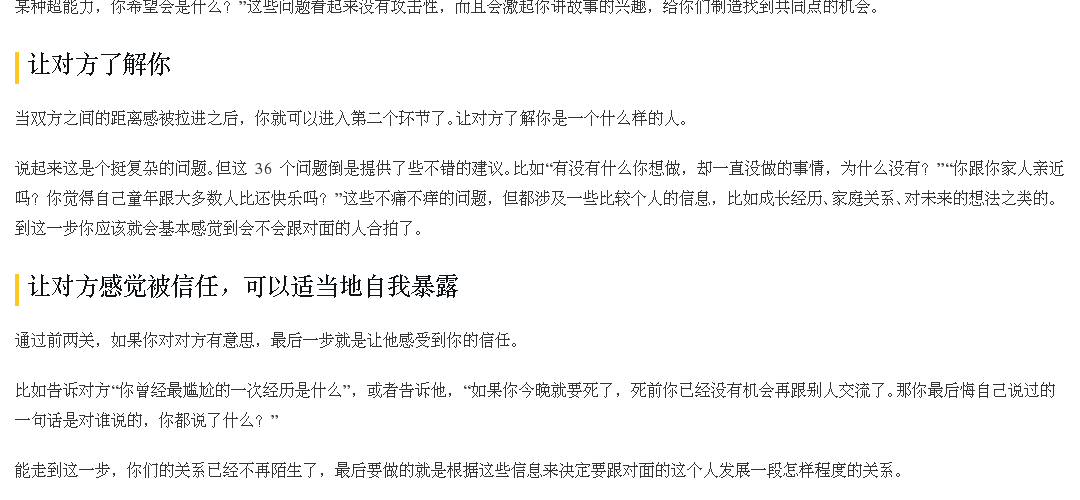 某种超能力，你希望会是什么？”这些问题看起来没有攻击性，而且会激起你讲故事的兴趣，给你们制造找到共同点的机会。
让对方了解你
当双方之间的距离感被拉进之后，你就可以进入第二个环节了。让对方了解你是一个什么样的人。
说起来这是个挺复杂的问题。但这 36 个问题倒是提供了些不错的建议。比如“有没有什么你想做，却一直没做的事情，为什么没有？”“你跟你家人亲近
吗？你觉得自己童年跟大多数人比还快乐吗？”这些不痛不痒的问题，但都涉及一些比较个人的信息，比如成长经历、家庭关系、对未来的想法之类的。
到这一步你应该就会基本感觉到会不会跟对面的人合拍了。
让对方感觉被信任，可以适当地自我暴露
通过前两关，如果你对对方有意思，最后一步就是让他感受到你的信任。
比如告诉对方“你曾经最尴尬的一次经历是什么”，或者告诉他，“如果你今晚就要死了，死前你已经没有机会再跟别人交流了。那你最后悔自己说过的
一句话是对谁说的，你都说了什么？”
能走到这一步，你们的关系已经不再陌生了，最后要做的就是根据这些信息来决定要跟对面的这个人发展一段怎样程度的关系。